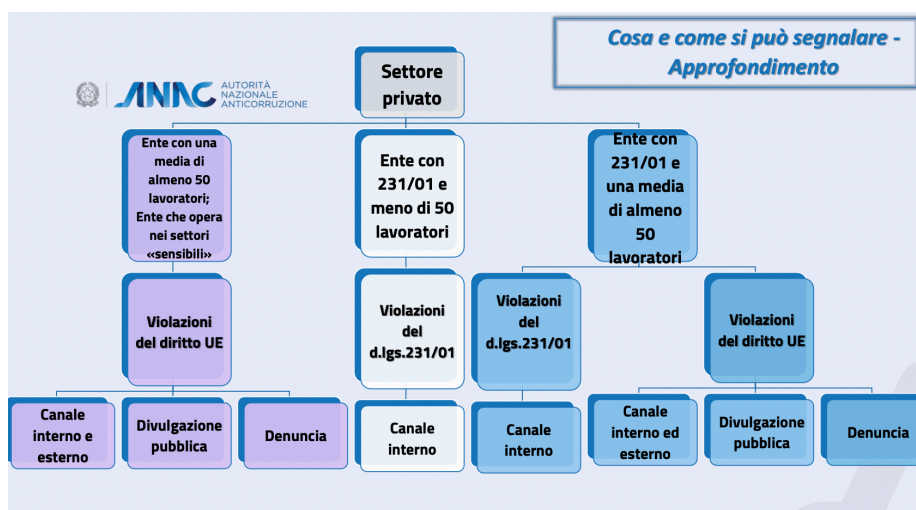 Cosa e come si può segnalare -
Approfondimento
ANAC
AUTORITÀ
NAZIONALE
ANTICORRUZIONE
Settore
privato
Ente con una
media di
almeno 50
lavoratori;
Ente che opera
nei settori
«sensibili»
Ente con
231/01 e
meno di 50
lavoratori
Ente con
231/01 e
una media
di almeno
50
lavoratori
Violazioni
del diritto UE
Violazioni
del
d.lgs.231/01
Violazioni
del
d.lgs.231/01
Violazioni
del diritto UE
Canale
interno e
esterno
Divulgazione
pubblica
Denuncia
Canale
interno
Canale
interno
Canale
interno ed
esterno
Divulgazione
pubblica
Denuncia